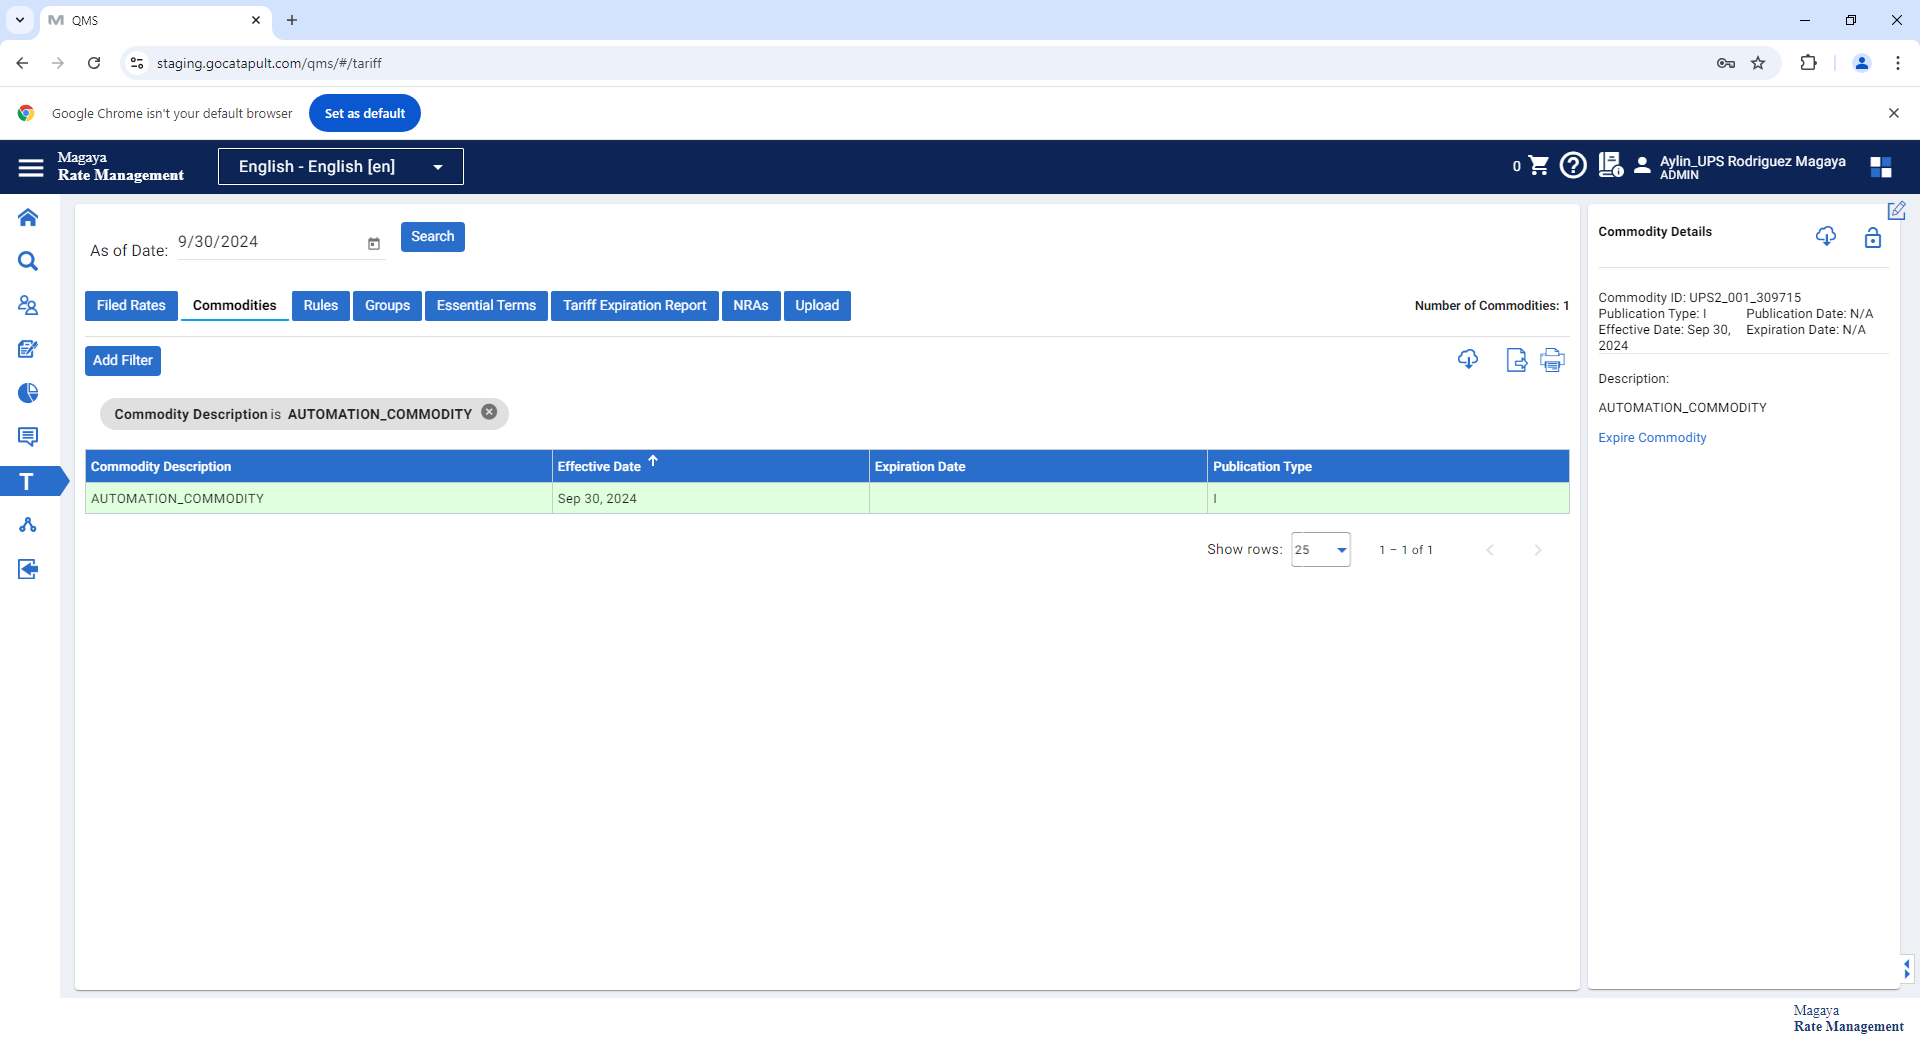 QMS
staging.gocatapult.com/qms/#/tariff
Google Chrome isn't your default browser
Set as default
Magaya
Rate Management
English - English [en]
0
Aylin_UPS Rodriguez Magaya
ADMIN
As of Date:
9/30/2024
Search
Filed Rates
Commodities
Rules
Groups
Essential Terms
Tariff Expiration Report
NRAs
Upload
Number of Commodities: 1
Add Filter
Commodity Description is AUTOMATION_COMMODITY
Commodity Description
Effective Date
Expiration Date
Publication Type
AUTOMATION_COMMODITY
Sep 30, 2024
I
Show rows:
25
1 – 1 of 1
T
Commodity Details
Commodity ID: UPS2_001_309715
Publication Type: I
Publication Date: N/A
Effective Date: Sep 30, 2024
Expiration Date: N/A
Description:
AUTOMATION_COMMODITY
Expire Commodity
Magaya
Rate Management